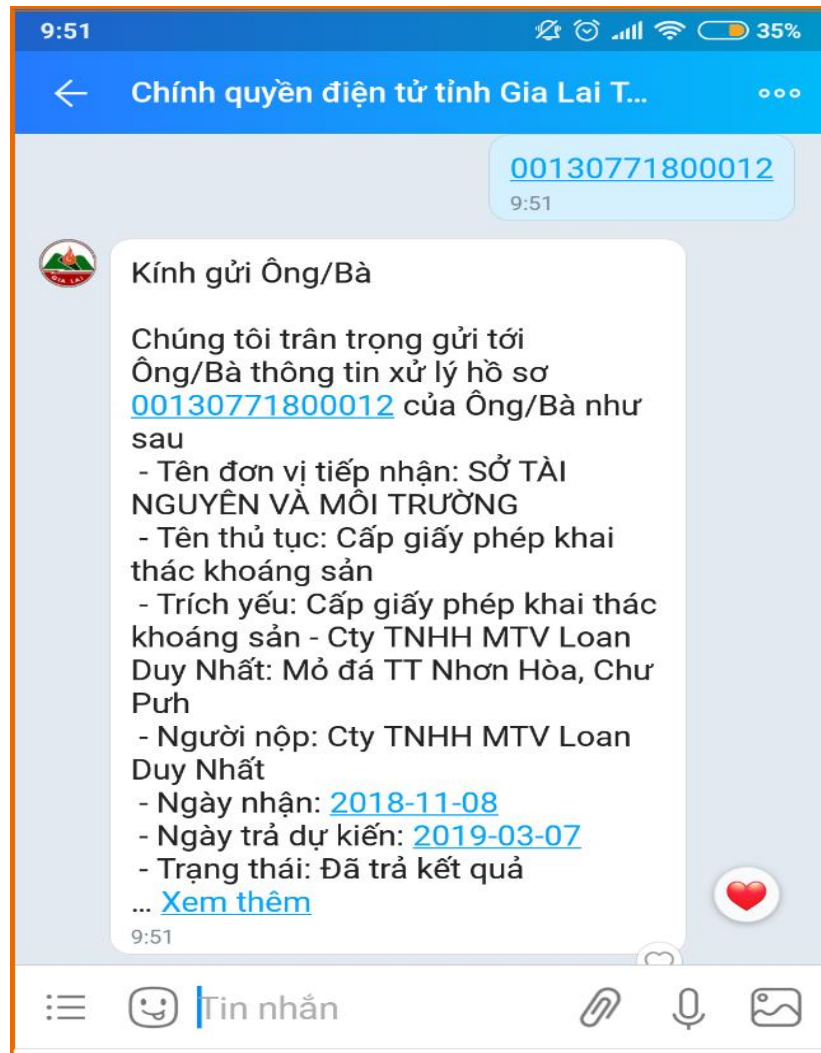 9:51
35%
Chính quyền điện tử tỉnh Gia Lai T...
00130771800012
9:51
GIA LAI
Kính gửi Ông/Bà
Chúng tôi trân trọng gửi tới
Ông/Bà thông tin xử lý hồ sơ
00130771800012 của Ông/Bà như
sau
- Tên đơn vị tiếp nhận: SỞ TÀI
NGUYÊN VÀ MÔI TRƯỜNG
- Tên thủ tục: Cấp giấy phép khai
thác khoáng sản
- Trích yếu: Cấp giấy phép khai thác
khoáng sản - Cty TNHH MTV Loan
Duy Nhất: Mỏ đá TT Nhơn Hòa, Chư
Pưh
- Người nộp: Cty TNHH MTV Loan
Duy Nhất
- Ngày nhận: 2018-11-08
- Ngày trả dự kiến: 2019-03-07
- Trạng thái: Đã trả kết quả
... Xem thêm
9:51
Tin nhắn